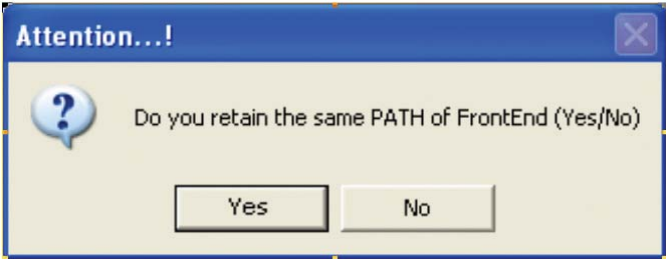 Attention...!
Do you retain the same PATH of FrontEnd (Yes/No)
Yes No